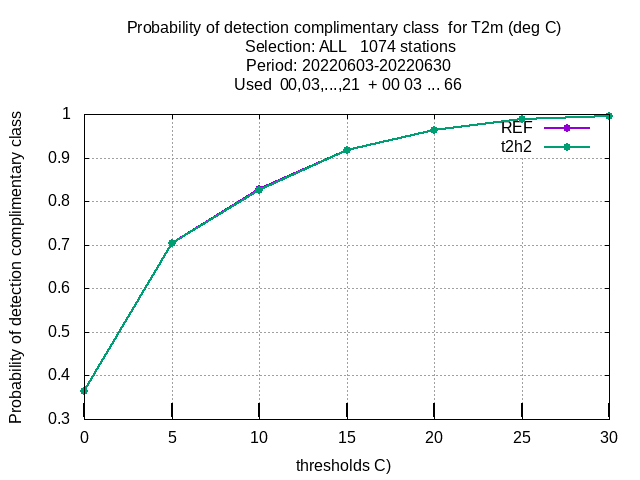 Probability of detection complimentary class  for T2m (deg C)
Selection: ALL   1074 stations
Period: 20220603-20220630
Used  00,03,...,21  + 00 03 ... 66
Probability of detection complimentary class
1
0.9
0.8
0.7
0.6
0.5
0.4
0.3
REF
t2h2
0 5 10 15 20 25 30
thresholds C)